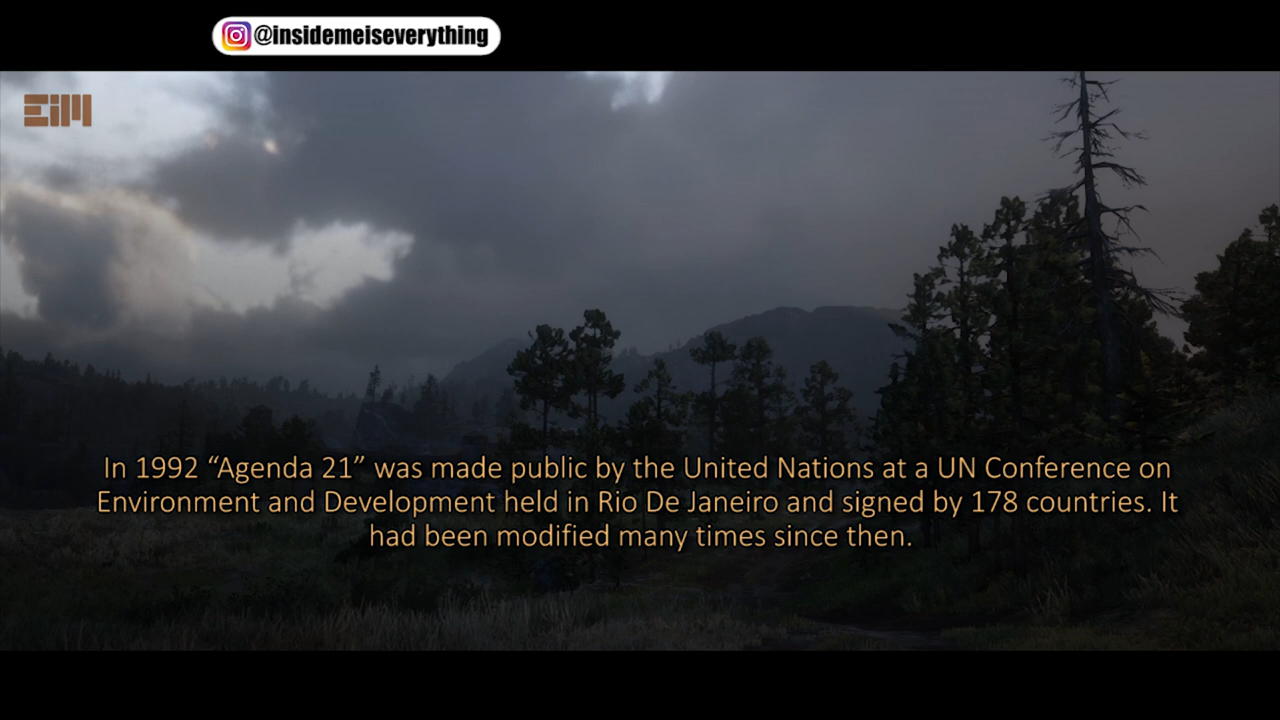 @insidemeiseverything
EiM
In 1992 “Agenda 21” was made public by the United Nations at a UN Conference on
Environment and Development held in Rio De Janeiro and signed by 178 countries. It
had been modified many times since then.